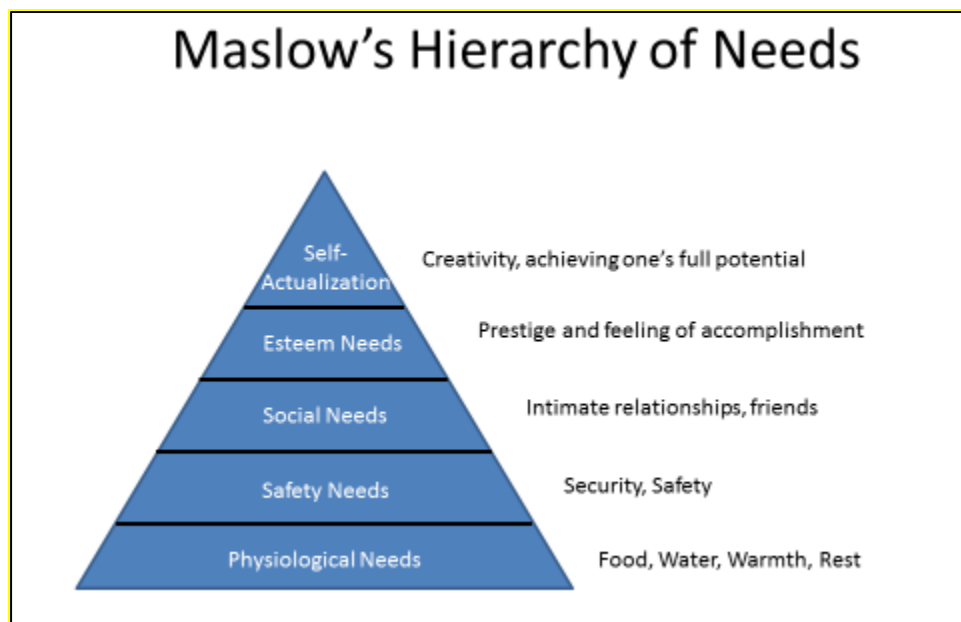 Maslow’s Hierarchy of Needs
Self-
Actualization
Creativity, achieving one’s full potential
Esteem Needs
Prestige and feeling of accomplishment
Social Needs
Intimate relationships, friends
Safety Needs
Security, Safety
Physiological Needs
Food, Water, Warmth, Rest